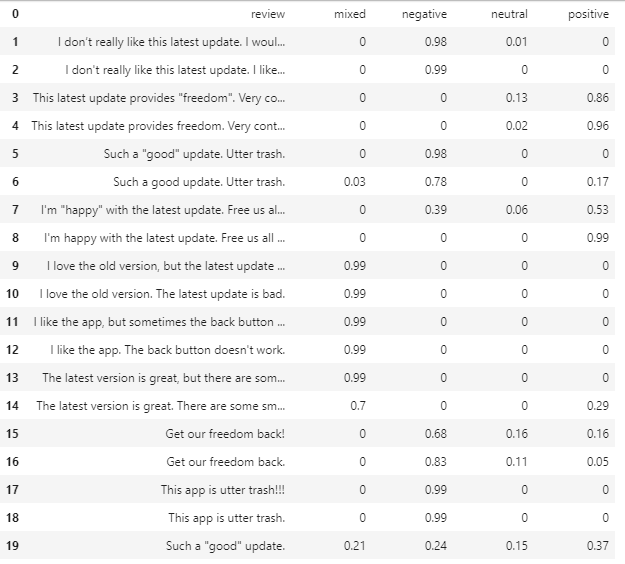 0 review mixed negative neutral positive
1 I don't really like this latest update. I woul... 0 0.98 0.01 0
2 I don't really like this latest update. I like... 0 0.99 0 0
3 This latest update provides "freedom". Very co... 0 0 0.13 0.86
4 This latest update provides freedom. Very cont... 0 0 0.02 0.96
5 Such a "good" update. Utter trash. 0 0.98 0 0
6 Such a good update. Utter trash. 0.03 0.78 0 0.17
7 I'm "happy" with the latest update. Free us al... 0 0.39 0.06 0.53
8 I'm happy with the latest update. Free us all ... 0 0 0 0.99
9 I love the old version, but the latest update ... 0.99 0 0 0
10 I love the old version. The latest update is bad. 0.99 0 0 0
11 I like the app, but sometimes the back button ... 0.99 0 0 0
12 I like the app. The back button doesn't work. 0.99 0 0 0
13 The latest version is great, but there are som... 0.99 0 0 0
14 The latest version is great. There are some sm... 0.7 0 0 0.29
15 Get our freedom back! 0 0.68 0.16 0.16
16 Get our freedom back. 0 0.83 0.11 0.05
17 This app is utter trash!!! 0 0.99 0 0
18 This app is utter trash. 0 0.99 0 0
19 Such a "good" update. 0.21 0.24 0.15 0.37